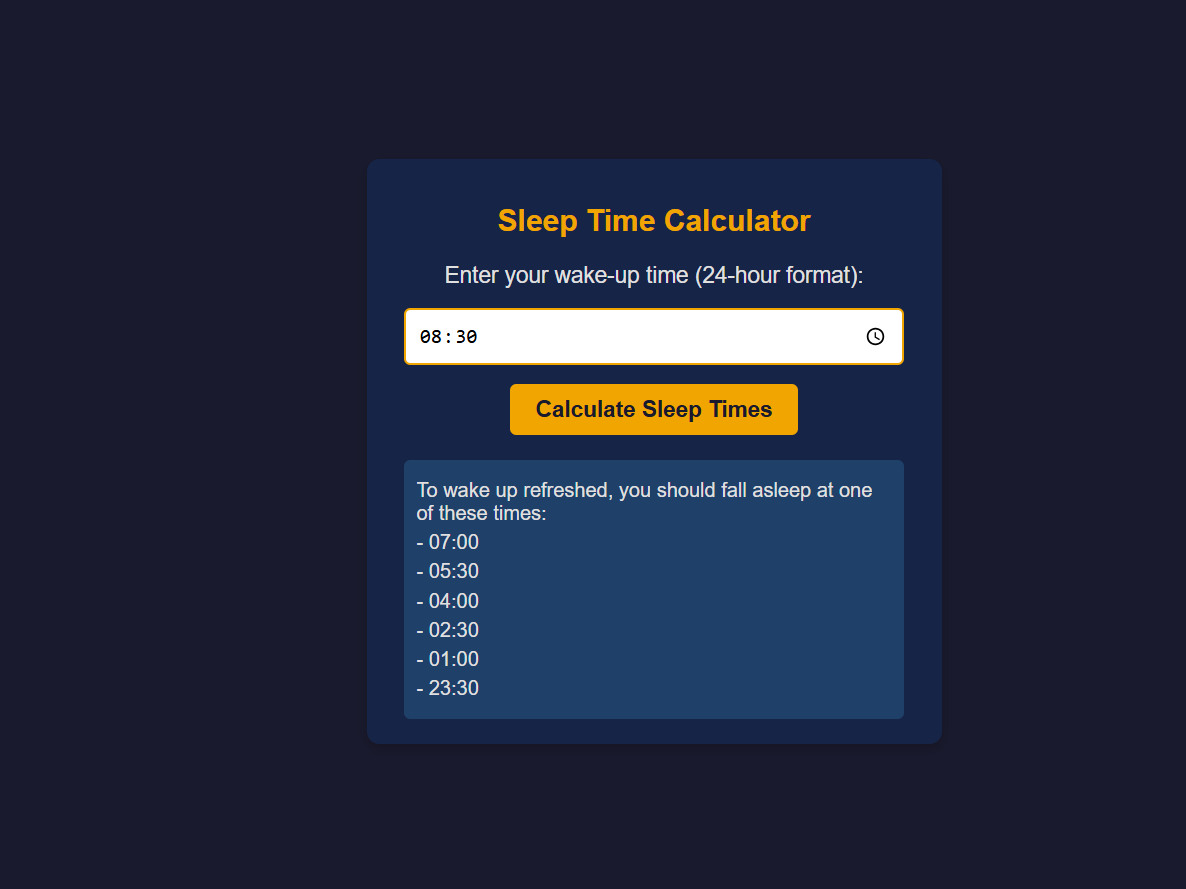 Sleep Time Calculator
Enter your wake-up time (24-hour format):
08:30
Calculate Sleep Times
To wake up refreshed, you should fall asleep at one
of these times:
- 07:00
- 05:30
- 04:00
- 02:30
- 01:00
- 23:30